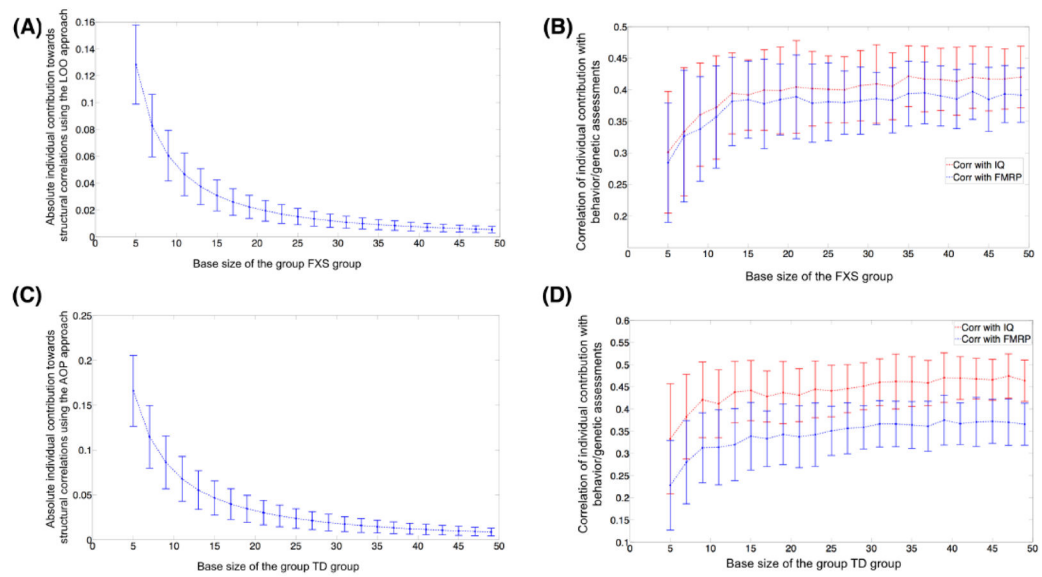 (A)
Absolute individual contribution towards
structural correlations using the LOO approach
0.16
0.14
0.12
0.10
0.08
0.06
0.04
0.02
0
0 5 10 15 20 25 30 35 40 45 50
Base size of the group FXS group
(B)
Correlation of individual contribution with
behavior/genetic assessments
0.5
0.45
0.4
0.35
0.3
0.25
0.2
0 5 10 15 20 25 30 35 40 45 50
Corr with IQ
Corr with FMRP
Base size of the FXS group
(C)
Absolute individual contribution towards
structural correlations using the AOP approach
0.25
0.2
0.15
0.1
0.05
0
0 5 10 15 20 25 30 35 40 45 50
Base size of the group TD group
(D)
Correlation of individual contribution with
behavior/genetic assessments
0.6
0.55
0.5
0.45
0.4
0.35
0.3
0.25
0.2
0.15
0.1
0 5 10 15 20 25 30 35 40 45 50
Corr with IQ
Corr with FMRP
Base size of the group TD group